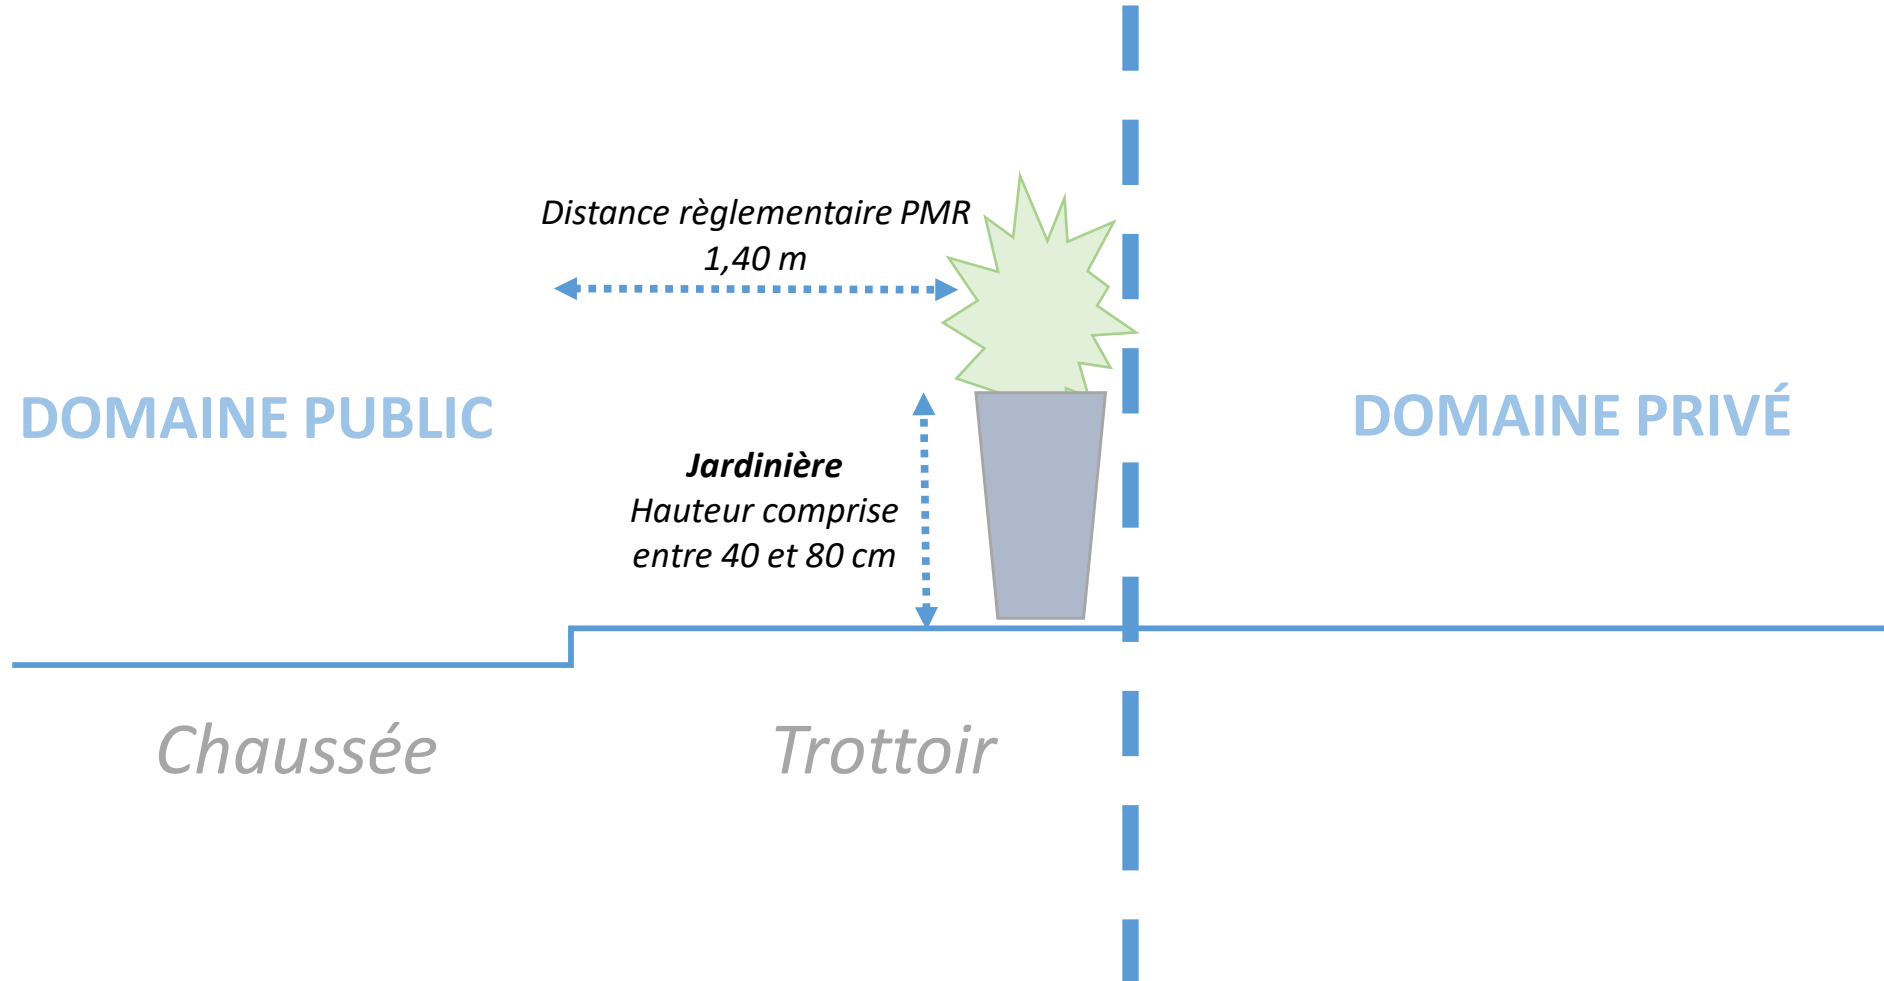 Distance règlementaire PMR
1,40 m
DOMAINE PUBLIC
DOMAINE PRIVÉ
Jardinière
Hauteur comprise
entre 40 et 80 cm
Chaussée
Trottoir